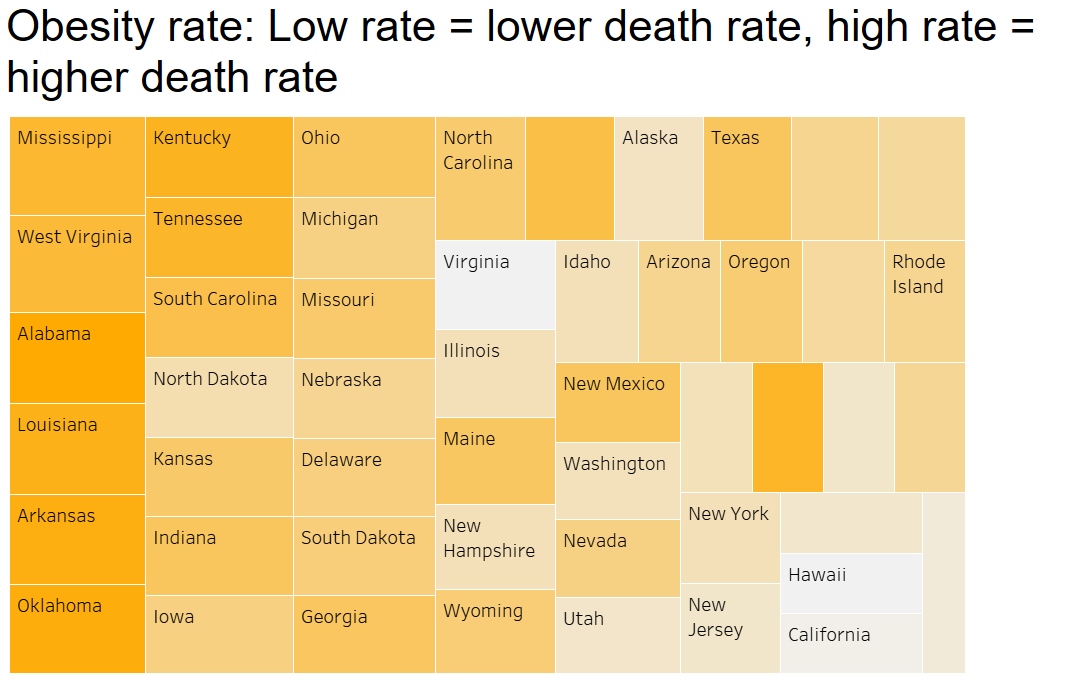 Obesity rate: Low rate = lower death rate, high rate =
higher death rate
Mississippi
West Virginia
Alabama
Louisiana
Arkansas
Oklahoma
Kentucky
Tennessee
South Carolina
North Dakota
Kansas
Indiana
Iowa
Ohio
Michigan
Missouri
Nebraska
Delaware
South Dakota
Georgia
North
Carolina
Alaska
Texas
Virginia
Illinois
Maine
New
Hampshire
Wyoming
Idaho
Arizona
Oregon
Rhode
Island
New Mexico
Washington
Nevada
Utah
New York
New
Jersey
Hawaii
California